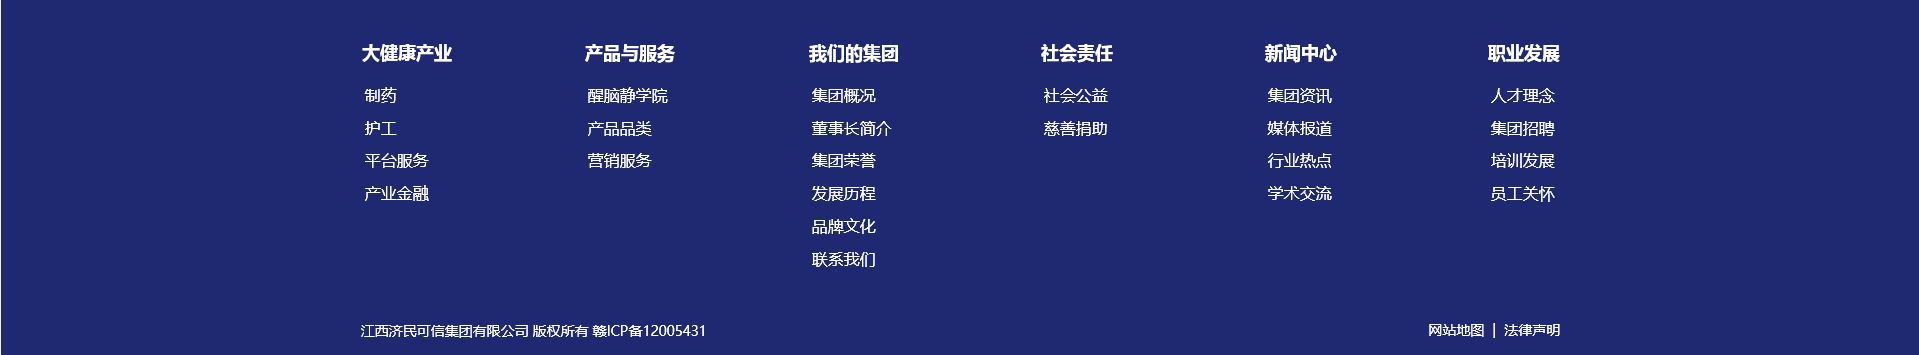 大健康产业
制药
护工
平台服务
产业金融
产品与服务
醒脑静学院
产品品类
营销服务
我们的集团
集团概况
董事长简介
集团荣誉
发展历程
品牌文化
联系我们
社会责任
社会公益
慈善捐助
新闻中心
集团资讯
媒体报道
行业热点
学术交流
职业发展
人才理念
集团招聘
培训发展
员工关怀
江西济民可信集团有限公司 版权所有 赣ICP备12005431
网站地图 | 法律声明